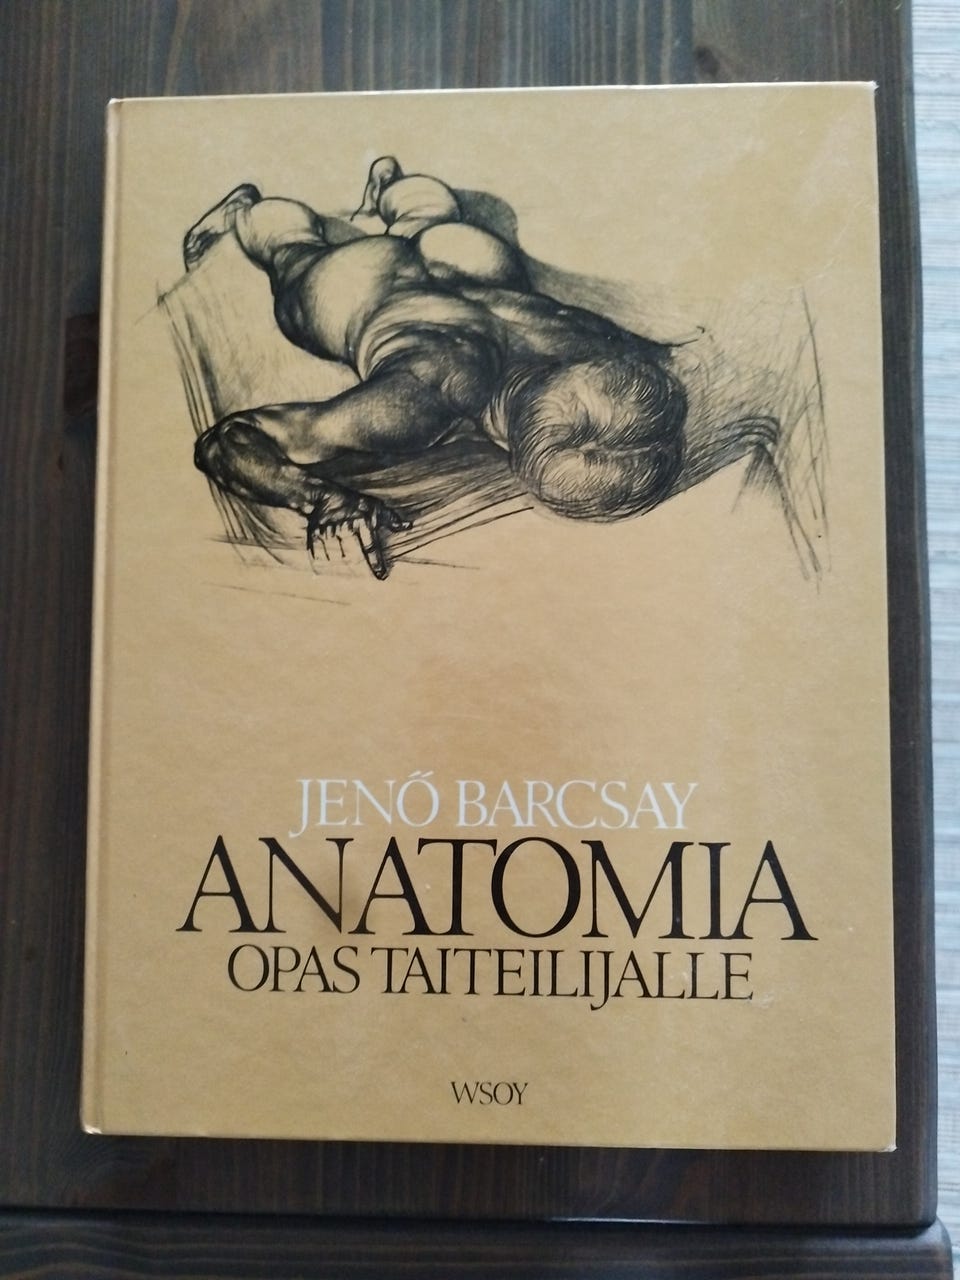 JENŐ BARCSAY
ANATOMIA
OPAS TAITEILIJALLE
WSOY